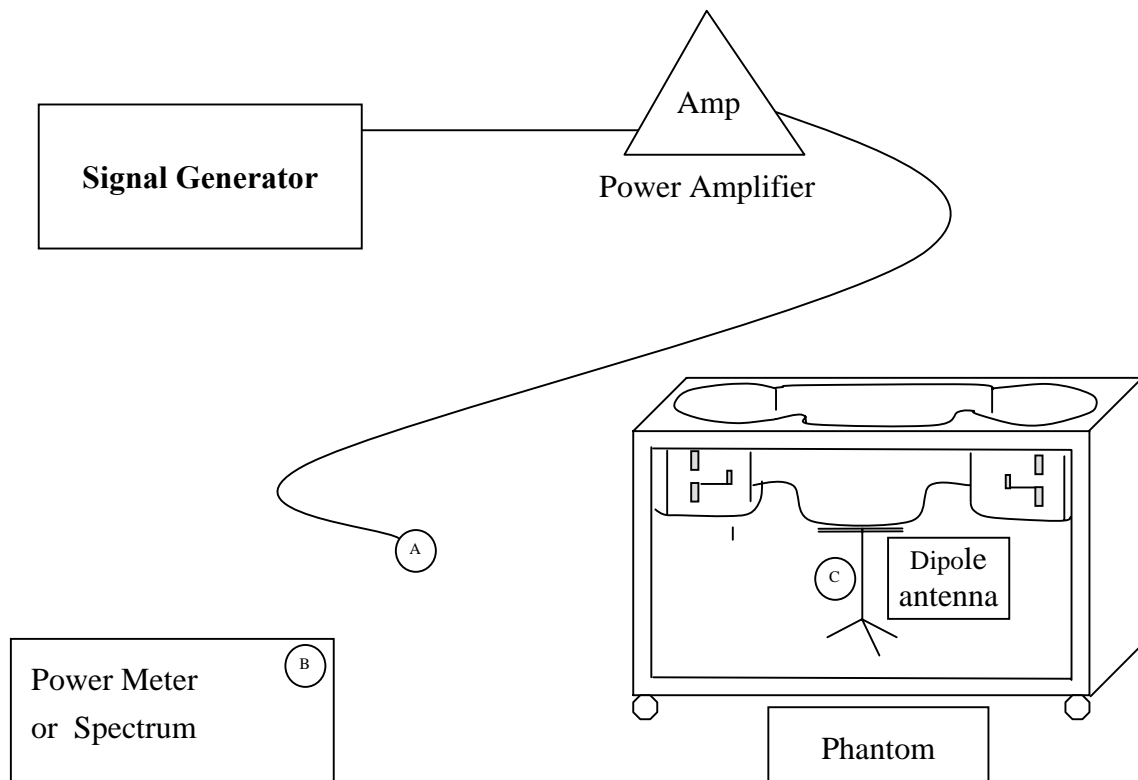 Amp
Signal Generator
Power Amplifier
A
C
Dipole
antenna
B
Power Meter
or Spectrum
Phantom